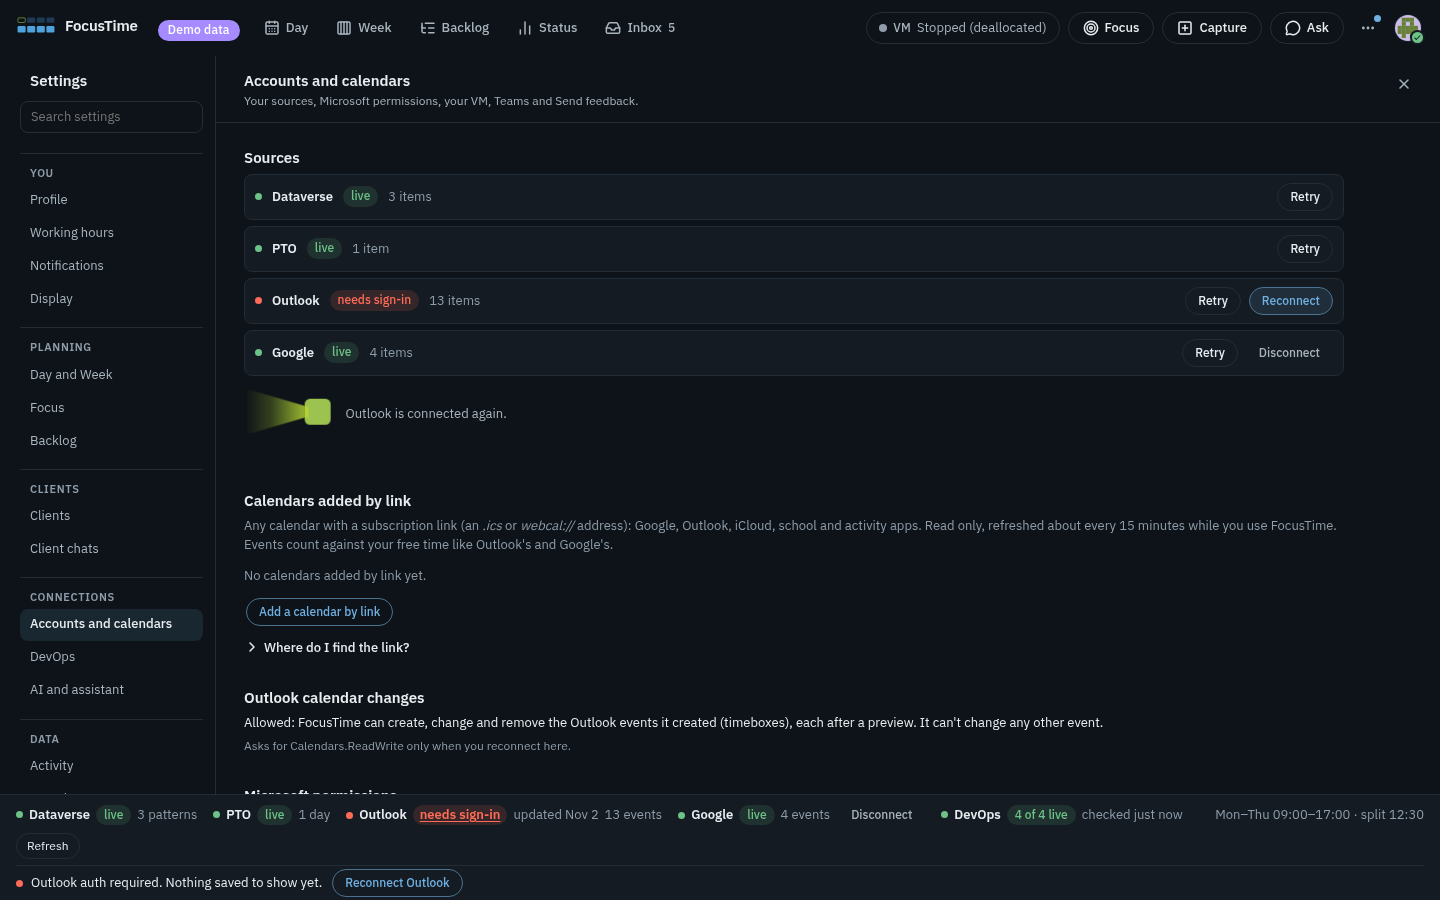 FocusTime
Demo data
Day
Week
Backlog
Status
Inbox 5
VM Stopped (deallocated)
Focus
Capture
Ask
Settings
Search settings
YOU
Profile
Working hours
Notifications
Display
PLANNING
Day and Week
Focus
Backlog
CLIENTS
Clients
Client chats
CONNECTIONS
Accounts and calendars
DevOps
AI and assistant
DATA
Activity
Accounts and calendars
Your sources, Microsoft permissions, your VM, Teams and Send feedback.
Sources
Dataverse live 3 items Retry
PTO live 1 item Retry
Outlook needs sign-in 13 items Retry Reconnect
Google live 4 items Retry Disconnect
Outlook is connected again.
Calendars added by link
Any calendar with a subscription link (an .ics or webcal:// address): Google, Outlook, iCloud, school and activity apps. Read only, refreshed about every 15 minutes while you use FocusTime.
Events count against your free time like Outlook's and Google's.
No calendars added by link yet.
Add a calendar by link
Where do I find the link?
Outlook calendar changes
Allowed: FocusTime can create, change and remove the Outlook events it created (timeboxes), each after a preview. It can't change any other event.
Asks for Calendars.ReadWrite only when you reconnect here.
Microsoft permissions
Dataverse live 3 patterns PTO live 1 day Outlook needs sign-in updated Nov 2 13 events Google live 4 events Disconnect DevOps 4 of 4 live checked just now Mon–Thu 09:00–17:00 · split 12:30
Refresh
Outlook auth required. Nothing saved to show yet. Reconnect Outlook